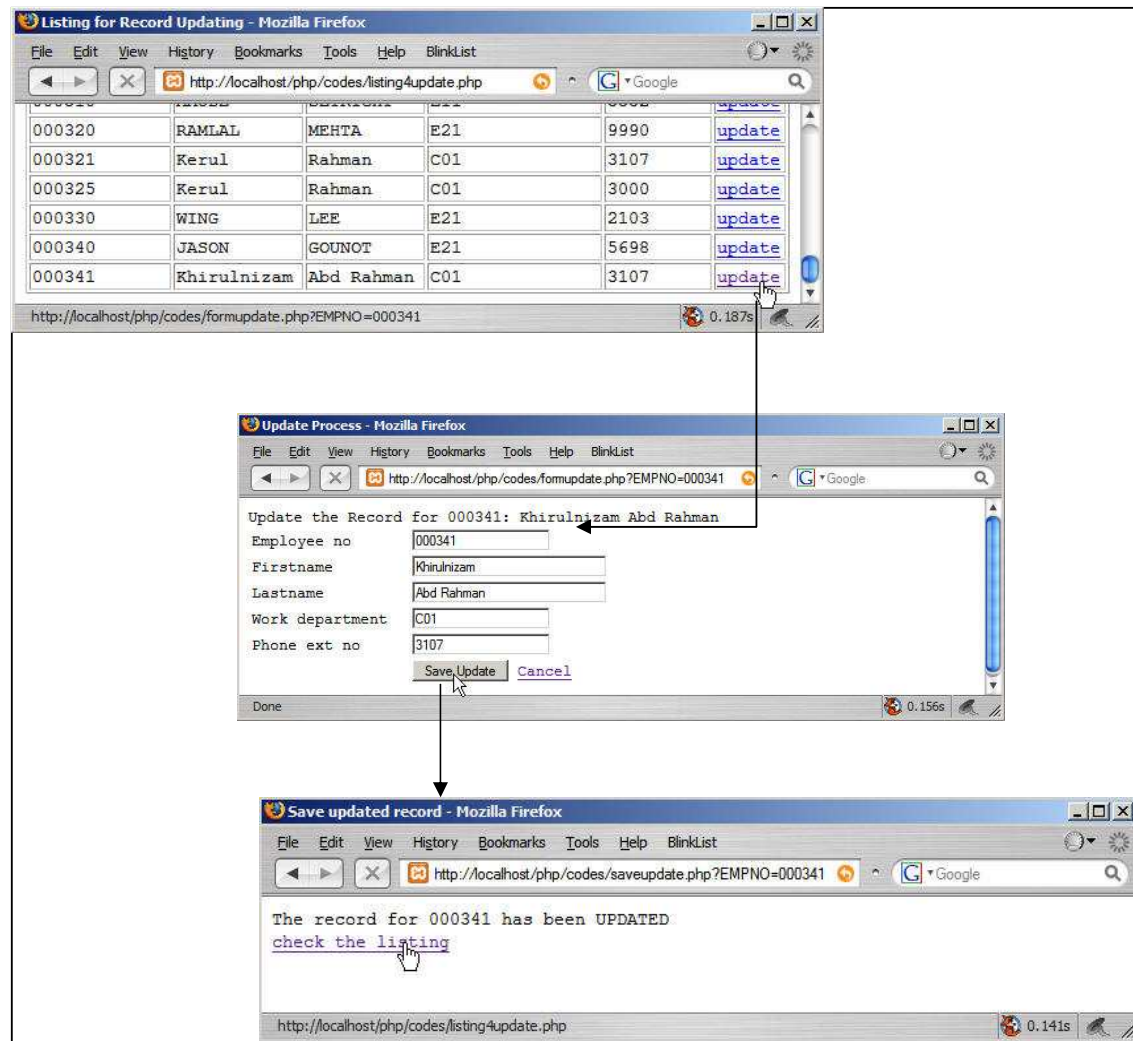 Listing for Record Updating - Mozilla Firefox
File Edit View History Bookmarks Tools Help BlinkList
http://localhost/php/codes/listing4update.php Google
update
000320 RAMLAL MEHTA E21 9990 update
000321 Kerul Rahman C01 3107 update
000325 Kerul Rahman C01 3000 update
000330 WING LEE E21 2103 update
000340 JASON GOUNOT E21 5698 update
000341 Khirulnizam Abd Rahman C01 3107 update
http://localhost/php/codes/formupdate.php?EMPNO=000341 0.187s
Update Process - Mozilla Firefox
File Edit View History Bookmarks Tools Help BlinkList
http://localhost/php/codes/formupdate.php?EMPNO=000341 Google
Update the Record for 000341: Khirulnizam Abd Rahman
Employee no 000341
Firstname Khirulnizam
Lastname Abd Rahman
Work department C01
Phone ext no 3107
Save Update Cancel
Done 0.156s
Save updated record - Mozilla Firefox
File Edit View History Bookmarks Tools Help BlinkList
http://localhost/php/codes/saveupdate.php?EMPNO=000341 Google
The record for 000341 has been UPDATED
check the listing
http://localhost/php/codes/listing4update.php 0.141s